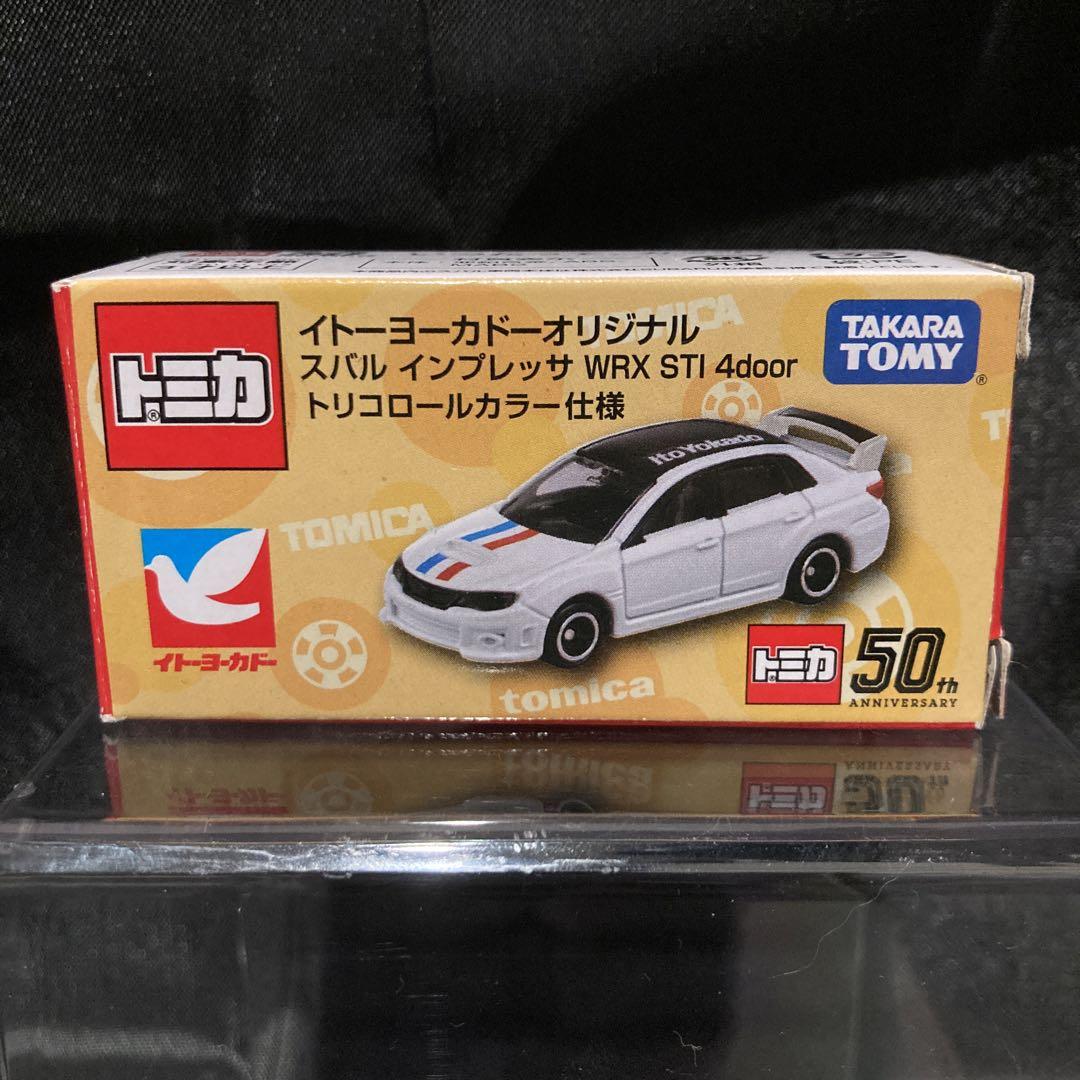 トミカ
®
イトーヨーカドーオリジナル
スバル インプレッサ WRX STI 4door
トリコロールカラー仕様
TAKARA
TOMY
®
TOMICA
TOMICA
ItoYokado
イトーヨーカドー
tomica
トミカ
®
50th
ANNIVERSARY